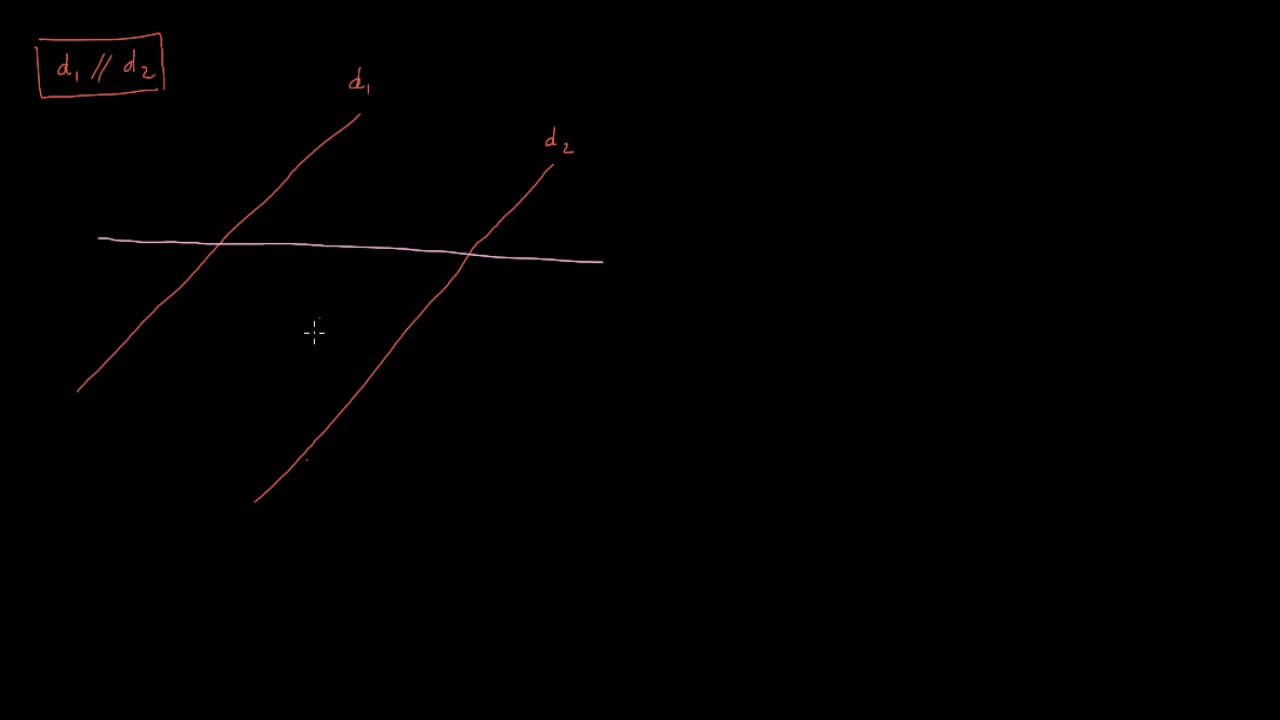 d₁ // d₂
d₁
d₂